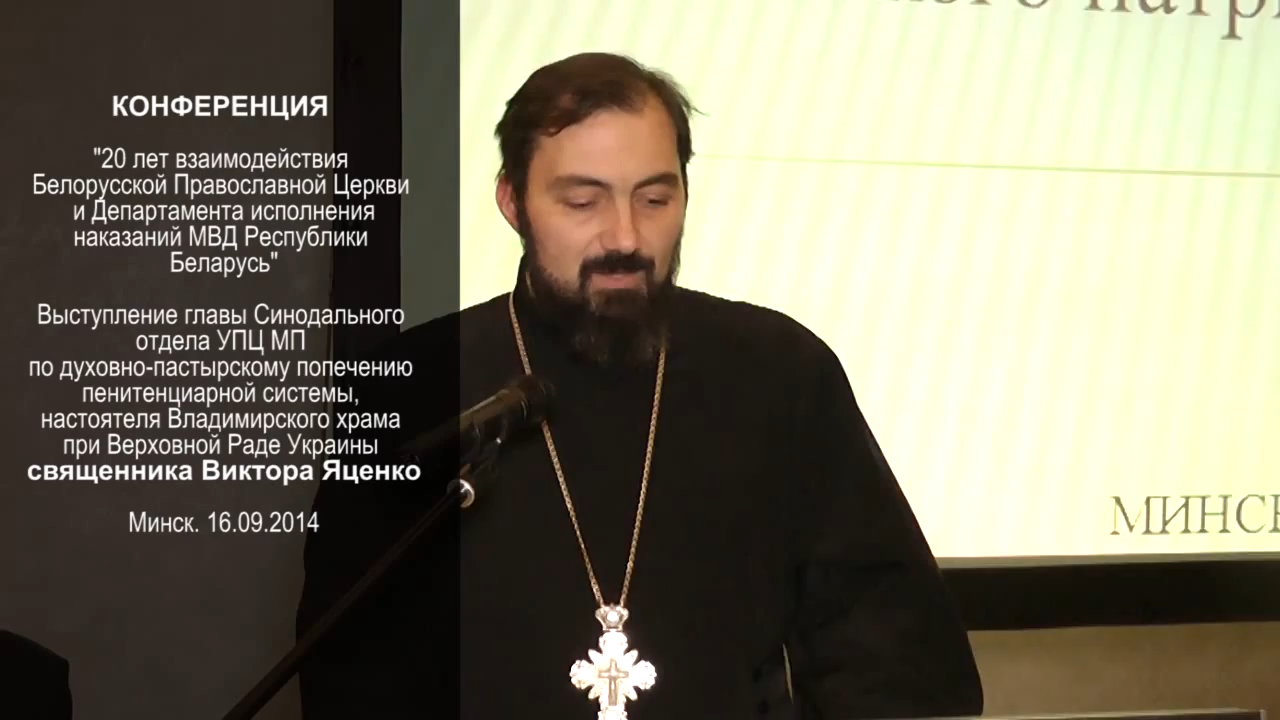 КОНФЕРЕНЦИЯ
"20 лет взаимодействия
Белорусской Православной Церкви
и Департамента исполнения
наказаний МВД Республики
Беларусь"
Выступление главы Синодального
отдела УПЦ МП
по духовно-пастырскому попечению
пенитенциарной системы,
настоятеля Владимирского храма
при Верховной Раде Украины
священника Виктора Яценко
Минск. 16.09.2014
МИНСК